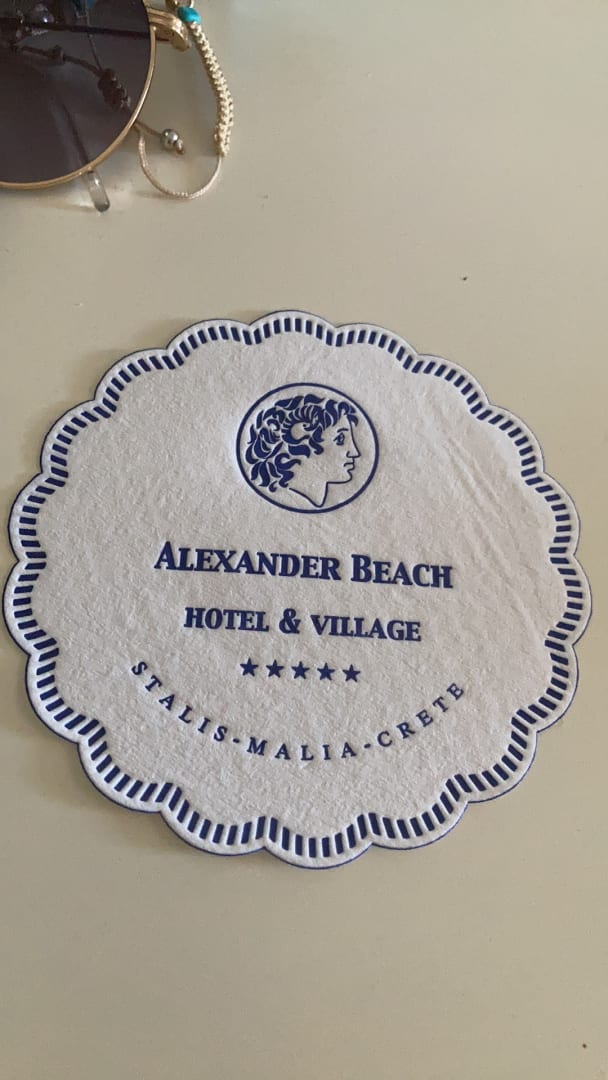 ALEXANDER BEACH
HOTEL & VILLAGE
★★★★★
STALIS-MALIA-CRETE